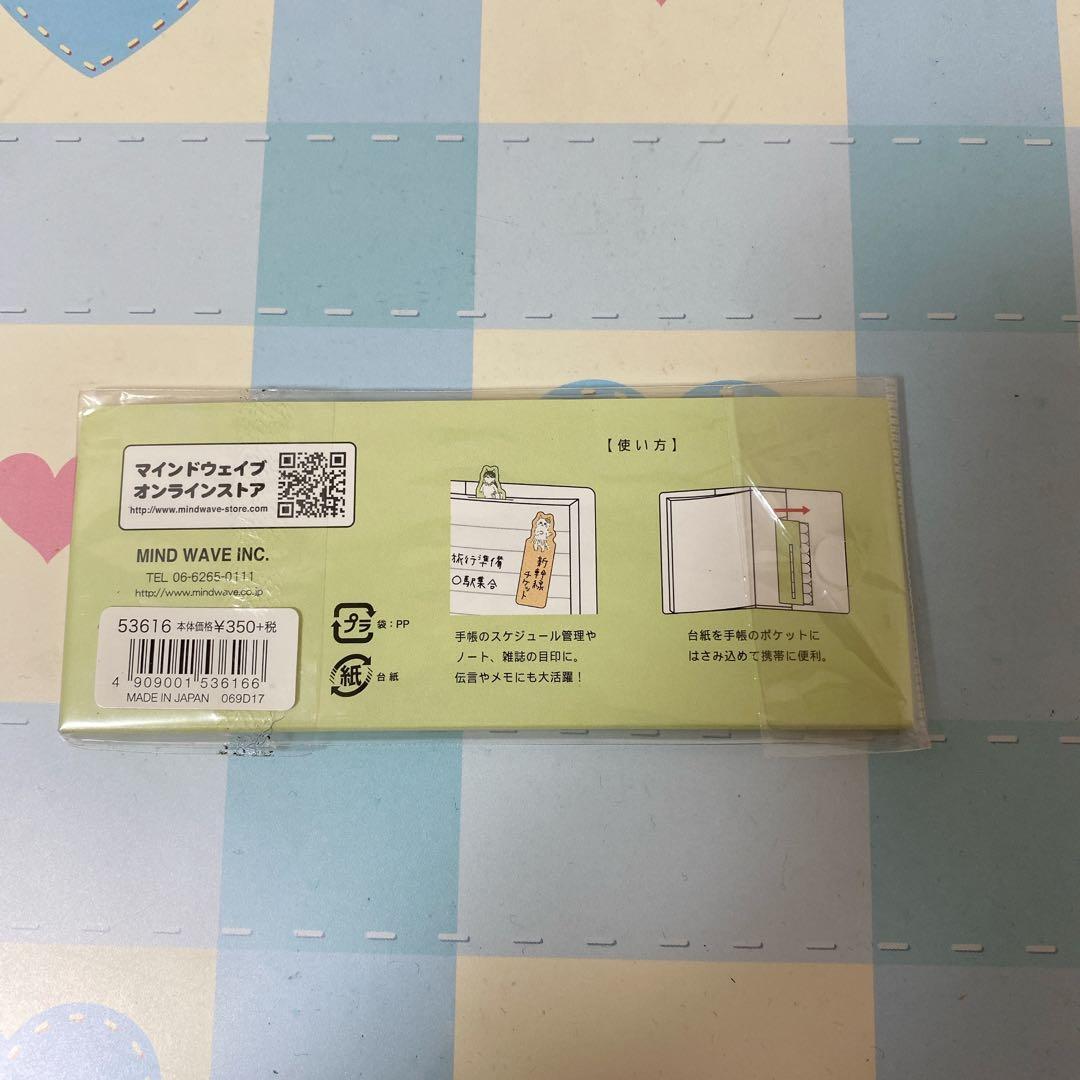 マインドウェイブ
オンラインストア
http://www.mindwave-store.com
MIND WAVE INC.
TEL 06-6265-0111
http://www.mindwave.co.jp
53616 本体価格¥350+税
4 909001 536166
MADE IN JAPAN 069D17
プラ 袋:PP
紙 台紙
【使い方】
旅行準備
○駅集合
新幹線
チケット
手帳のスケジュール管理や
ノート、雑誌の目印に。
伝言やメモにも大活躍!
台紙を手帳のポケットに
はさみ込めて携帯に便利。